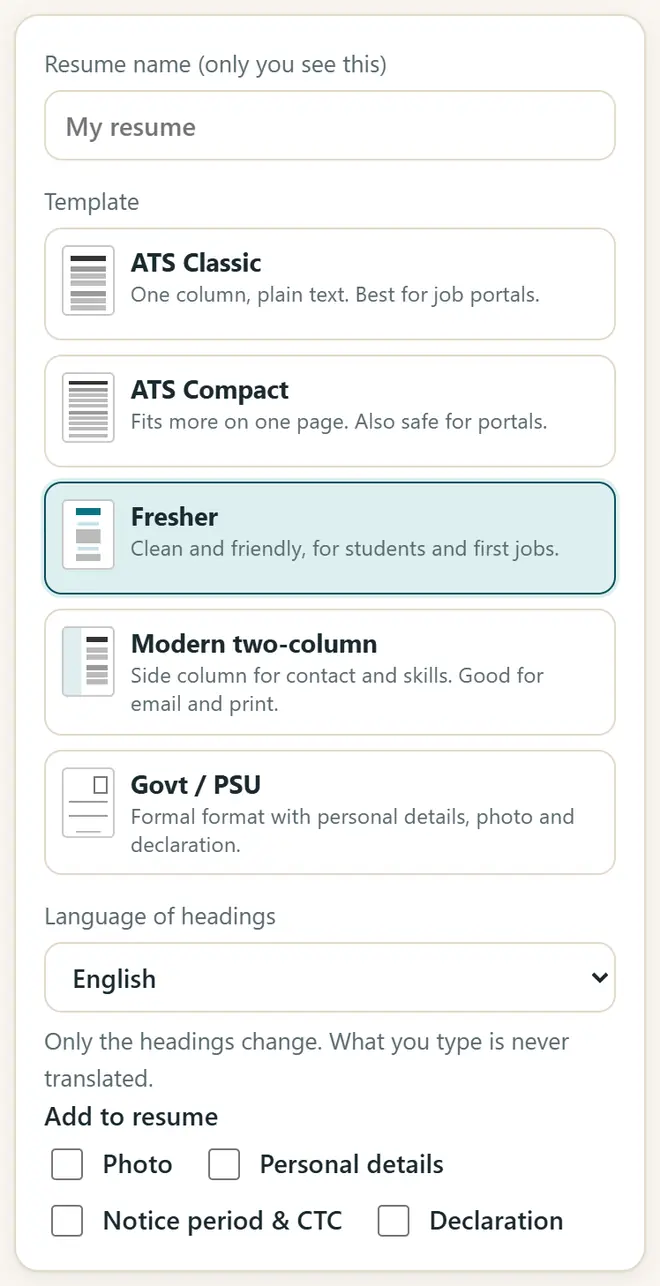 Resume name (only you see this)
My resume
Template
ATS Classic
One column, plain text. Best for job portals.
ATS Compact
Fits more on one page. Also safe for portals.
Fresher
Clean and friendly, for students and first jobs.
Modern two-column
Side column for contact and skills. Good for
email and print.
Govt / PSU
Formal format with personal details, photo and
declaration.
Language of headings
English
Only the headings change. What you type is never
translated.
Add to resume
Photo Personal details
Notice period & CTC Declaration